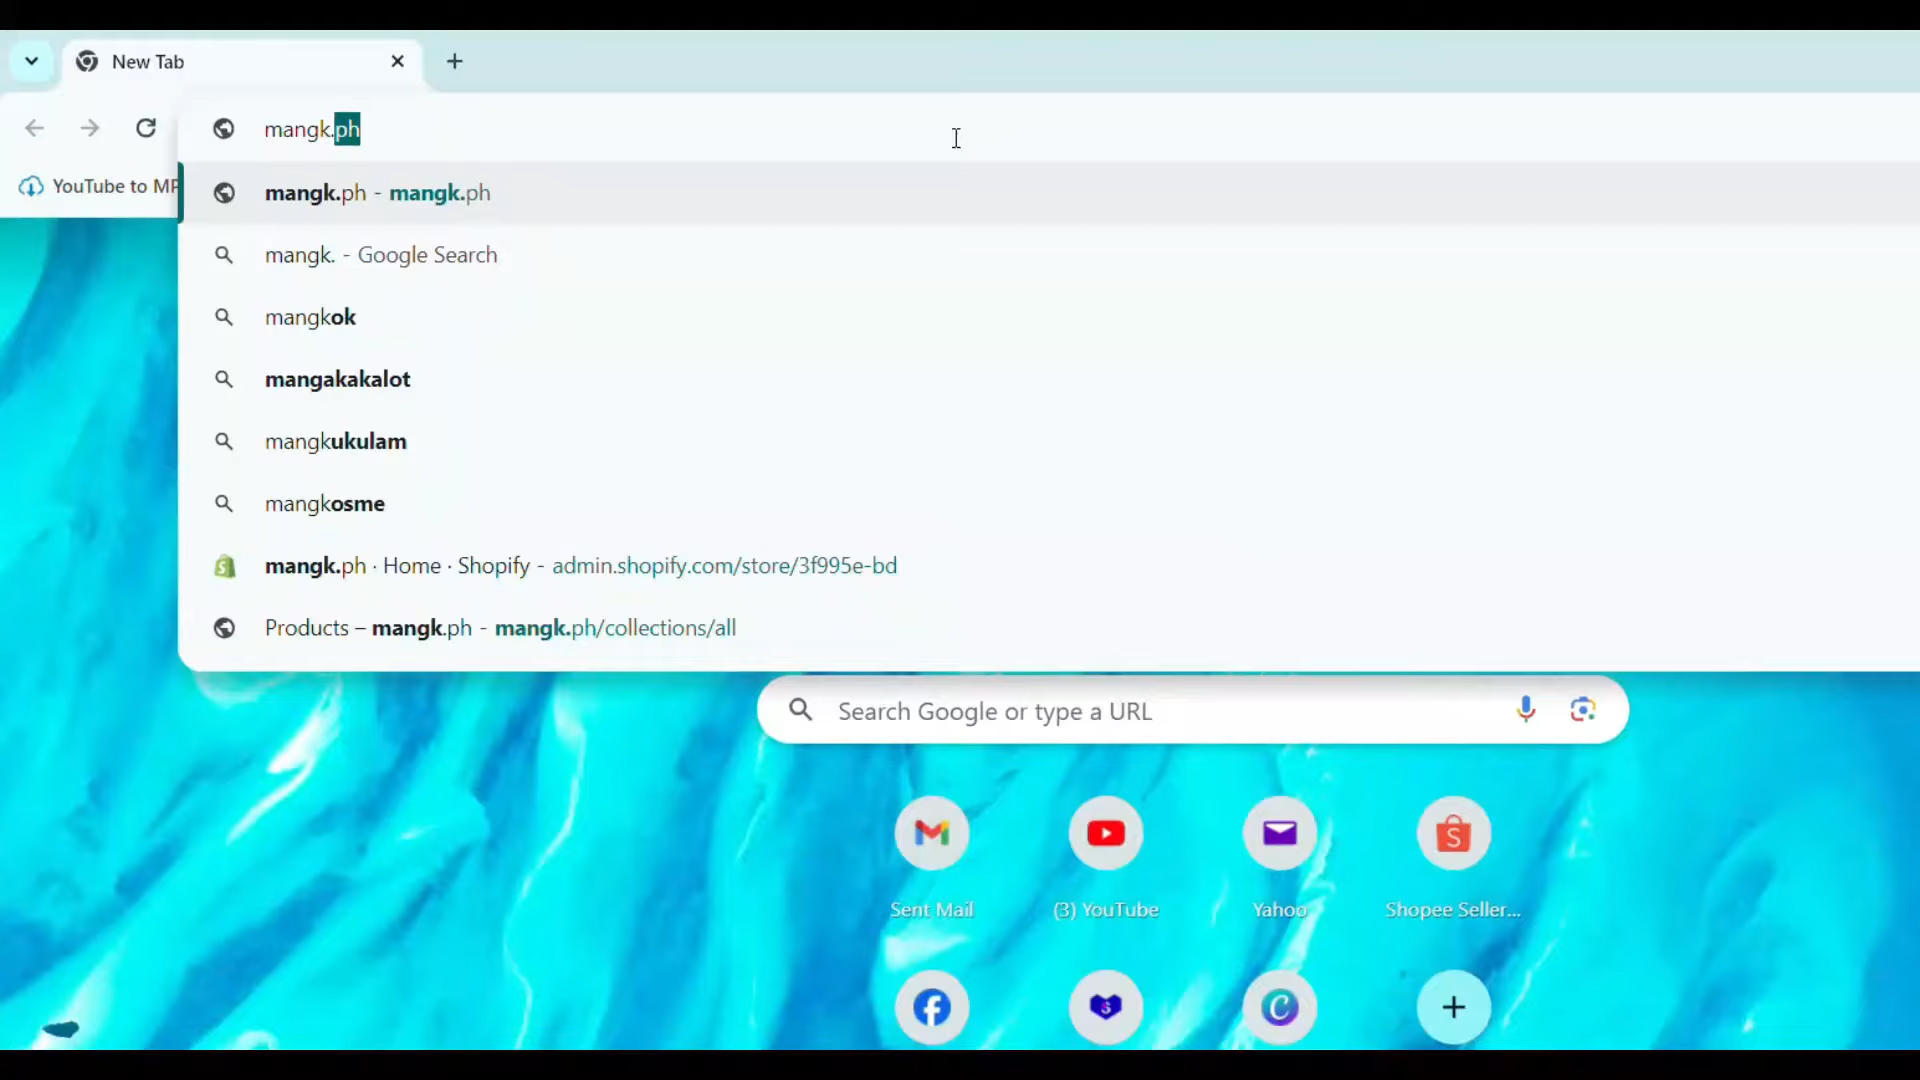 New Tab
mangk.ph
YouTube to MP
mangk.ph - mangk.ph
mangk. - Google Search
mangkok
mangakakalot
mangkukulam
mangkosme
mangk.ph · Home · Shopify - admin.shopify.com/store/3f995e-bd
Products – mangk.ph - mangk.ph/collections/all
Search Google or type a URL
Sent Mail
(3) YouTube
Yahoo
Shopee Seller...